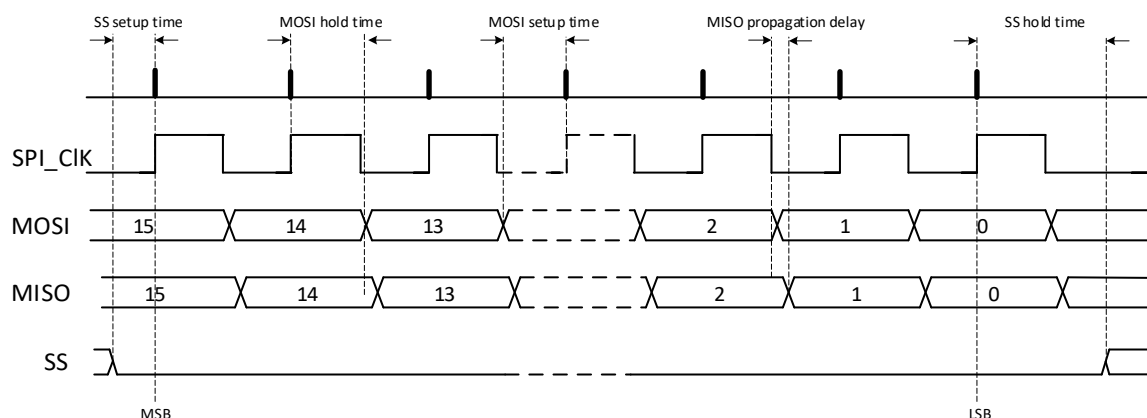 SS setup time MOSI hold time MOSI setup time MISO propagation delay SS hold time
SPI_ClK
MOSI 15 14 13 2 1 0
MISO 15 14 13 2 1 0
SS
MSB LSB